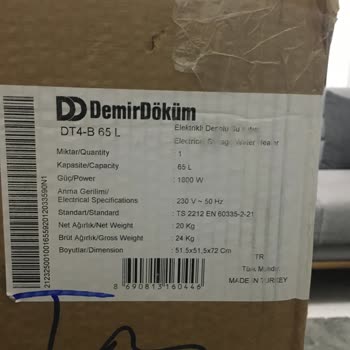 DemirDöküm
DT4-B 65 L
Elektrikli Depolu Su Isıtıcı
Electrical Storage Water Heater
Miktar/Quantity : 1
Kapasite/Capacity : 65 L
Güç/Power : 1800 W
Anma Gerilimi/
Electrical Specifications : 230 V ~ 50 Hz
Standart/Standard : TS 2212 EN 60335-2-21
Net Ağırlık/Net Weight : 20 Kg
Brüt Ağırlık/Gross Weight : 24 Kg
Boyutlar/Dimension : 51,5x51,5x72 Cm
TR
Türk Malıdır
MADE IN TURKEY
8 690813 160446